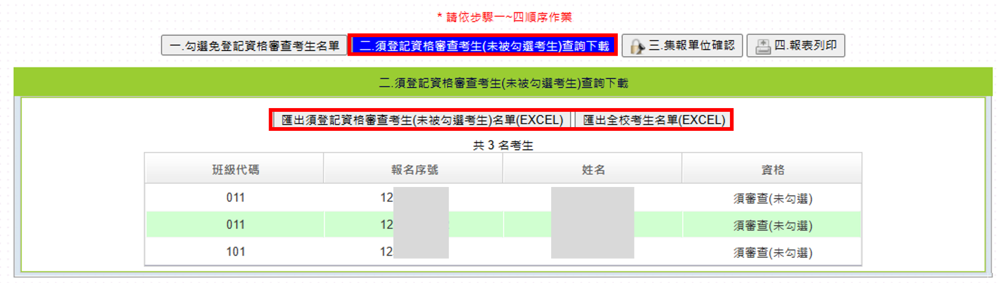 * 請依步驟一~四順序作業
一.勾選免登記資格審查考生名單 二.須登記資格審查考生(未被勾選考生)查詢下載 三.集報單位確認 四.報表列印
二.須登記資格審查考生(未被勾選考生)查詢下載
匯出須登記資格審查考生(未被勾選考生)名單(EXCEL) 匯出全校考生名單(EXCEL)
共 3 名考生
班級代碼 報名序號 姓名 資格
011 12 須審查(未勾選)
011 12 須審查(未勾選)
101 12 須審查(未勾選)